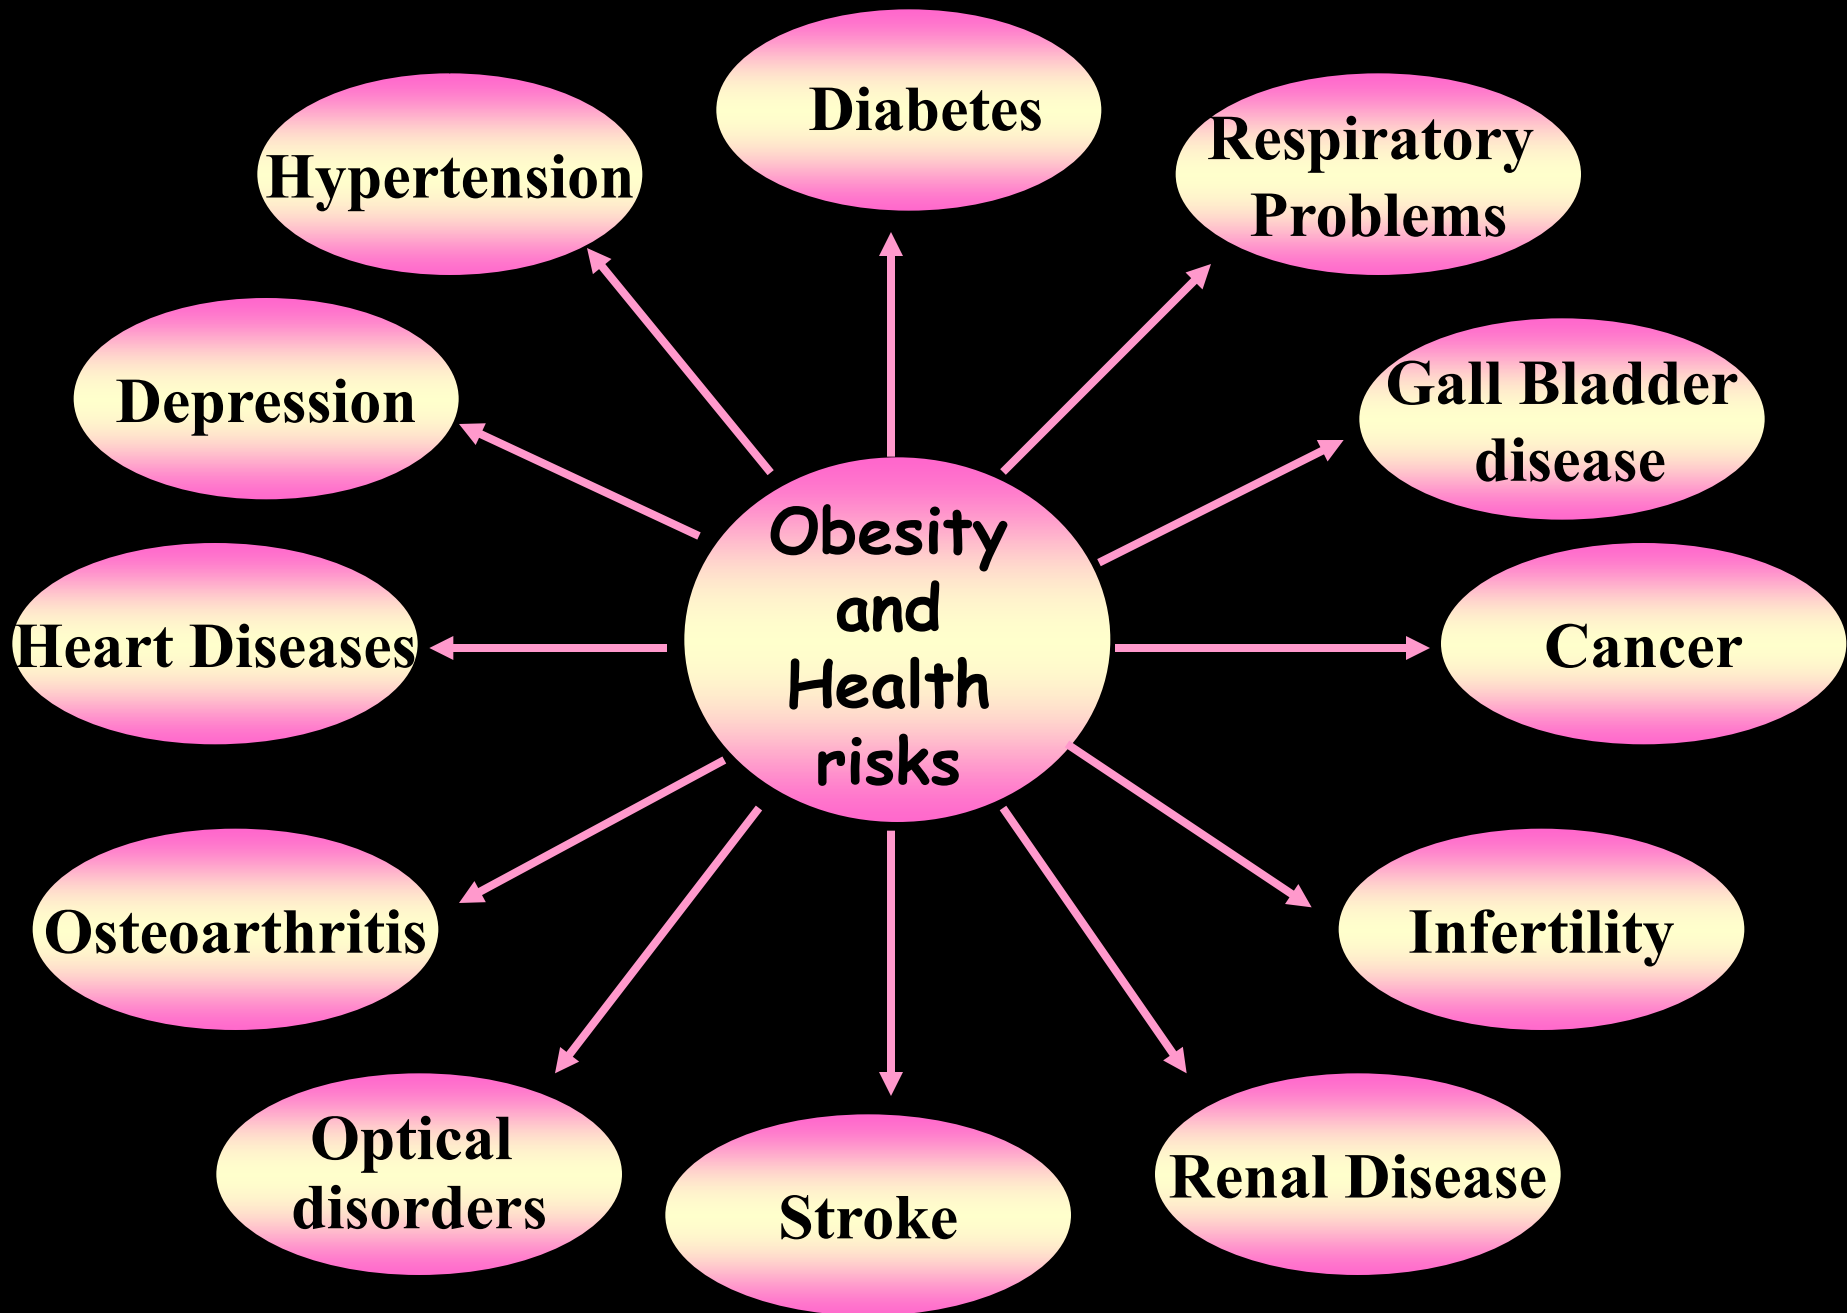 Diabetes
Respiratory
Problems
Hypertension
Gall Bladder
disease
Depression
Obesity
and
Health
risks
Heart Diseases
Cancer
Osteoarthritis
Infertility
Optical
disorders
Stroke
Renal Disease